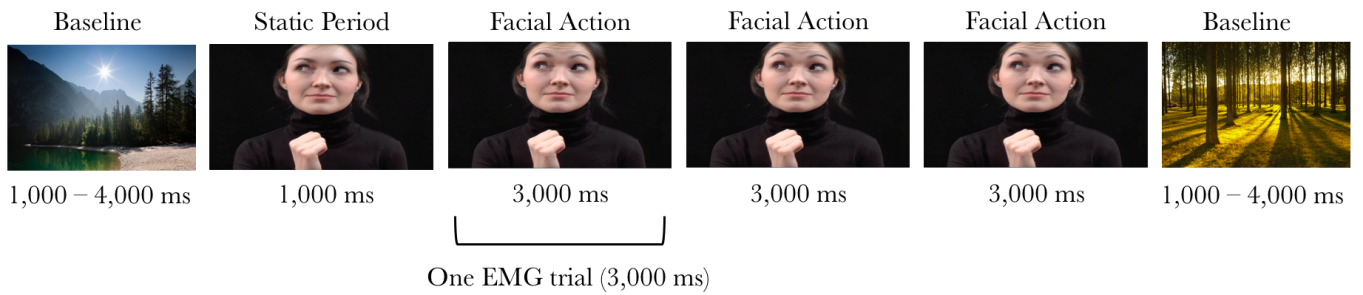 Baseline
Static Period
Facial Action
Facial Action
Facial Action
Baseline
1,000 – 4,000 ms
1,000 ms
3,000 ms
3,000 ms
3,000 ms
1,000 – 4,000 ms
One EMG trial (3,000 ms)